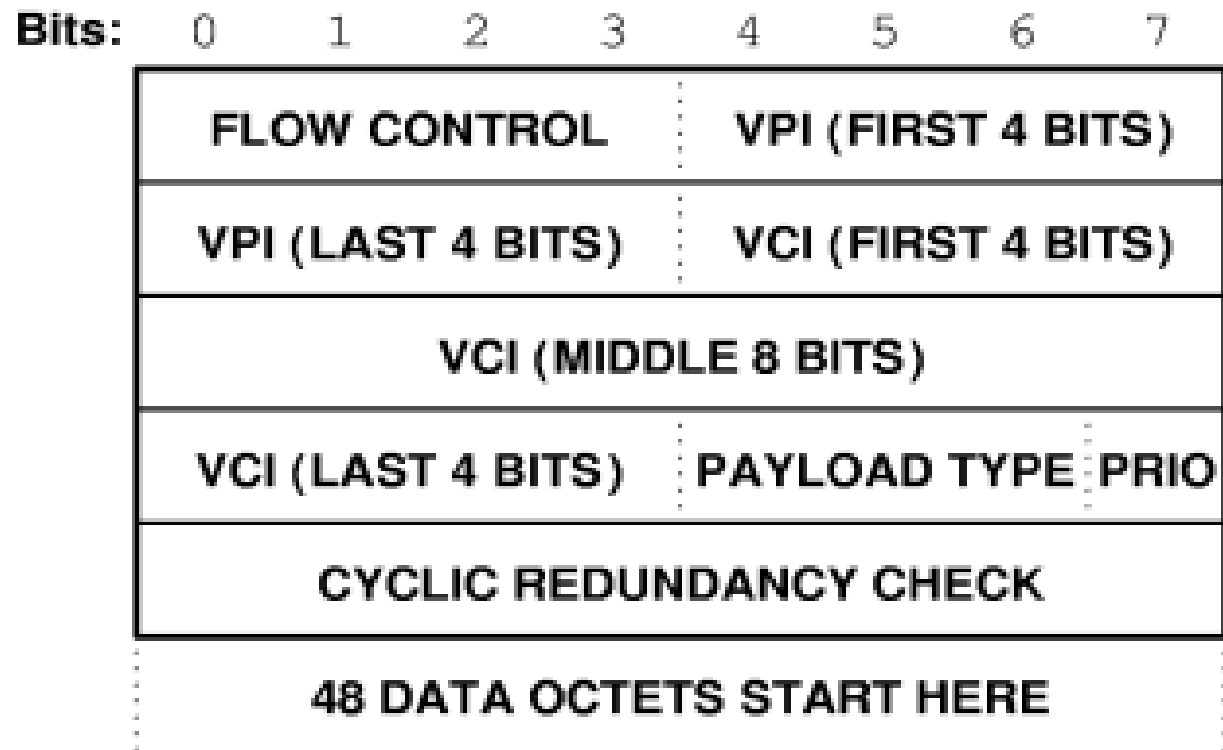 Bits: 0 1 2 3 4 5 6 7
FLOW CONTROL VPI (FIRST 4 BITS)
VPI (LAST 4 BITS) VCI (FIRST 4 BITS)
VCI (MIDDLE 8 BITS)
VCI (LAST 4 BITS) PAYLOAD TYPE PRIO
CYCLIC REDUNDANCY CHECK
48 DATA OCTETS START HERE